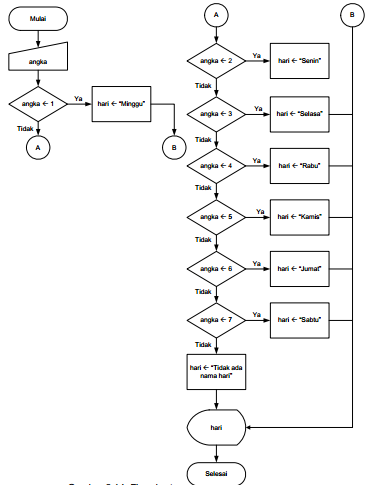 Mulai
angka
angka ← 1
Ya
hari ← "Minggu"
Tidak
A
B
A
B
angka ← 2
Ya
hari ← "Senin"
Tidak
angka ← 3
Ya
hari ← "Selasa"
Tidak
angka ← 4
Ya
hari ← "Rabu"
Tidak
angka ← 5
Ya
hari ← "Kamis"
Tidak
angka ← 6
Ya
hari ← "Jumat"
Tidak
angka ← 7
Ya
hari ← "Sabtu"
Tidak
hari ← "Tidak ada
nama hari"
hari
Selesai